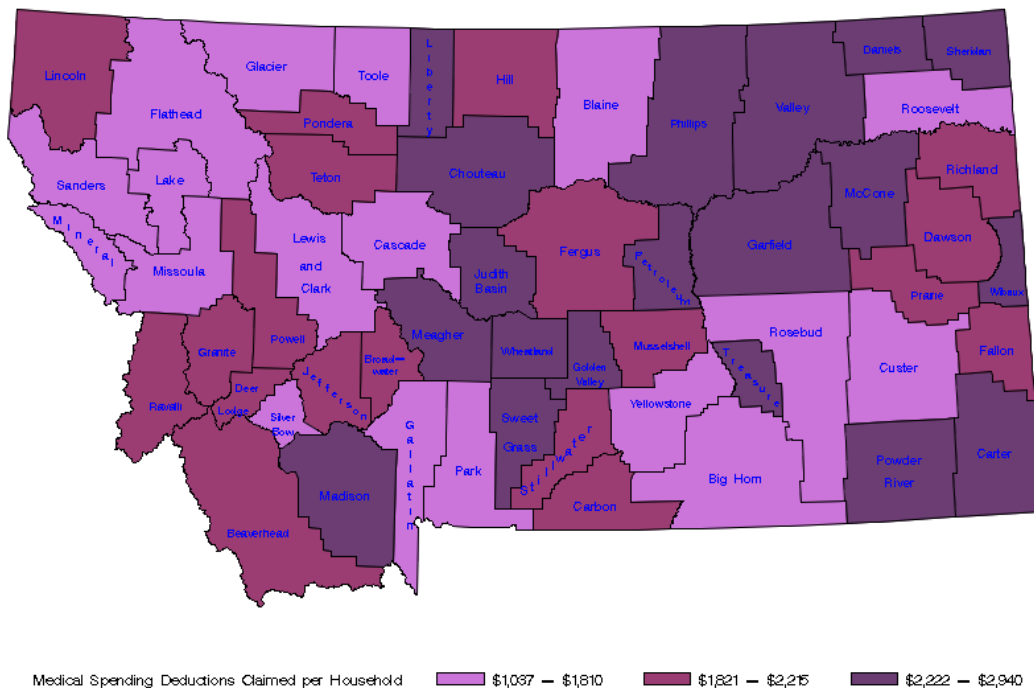 Lincoln
Flathead
Glacier
Toole
Liberty
Hill
Blaine
Phillips
Valley
Daniels
Sheridan
Roosevelt
Pondera
Teton
Chouteau
Sanders
Lake
Mineral
Missoula
Lewis
and
Clark
Cascade
Judith
Basin
Fergus
Petroleum
Garfield
McCone
Richland
Dawson
Prarie
Wibaux
Granite
Powell
Meagher
Broad-
water
Wheatland
Golden
Valley
Musselshell
Rosebud
Treasure
Custer
Fallon
Ravalli
Deer
Lodge
Jefferson
Silver
Bow
Gallatin
Park
Sweet
Grass
Stillwater
Yellowstone
Big Horn
Powder
River
Carter
Madison
Beaverhead
Carbon
Medical Spending Deductions Claimed per Household $1,037 – $1,810 $1,821 – $2,215 $2,222 – $2,940